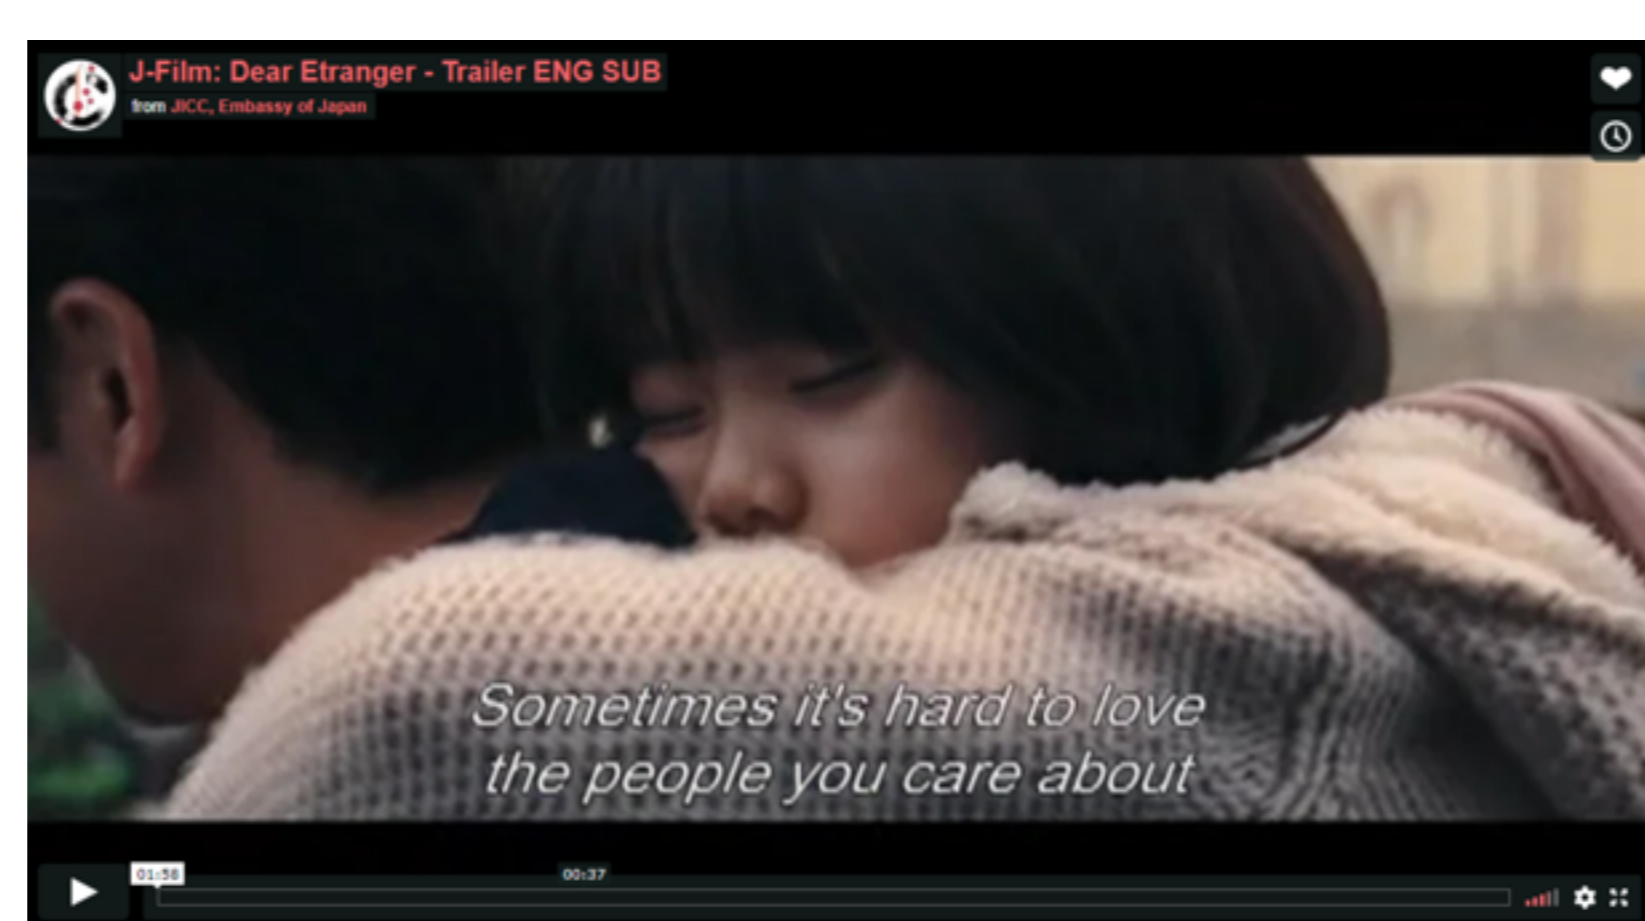 J-Film: Dear Etranger - Trailer ENG SUB
from JICC, Embassy of Japan
Sometimes it's hard to love
the people you care about
01:58
00:37